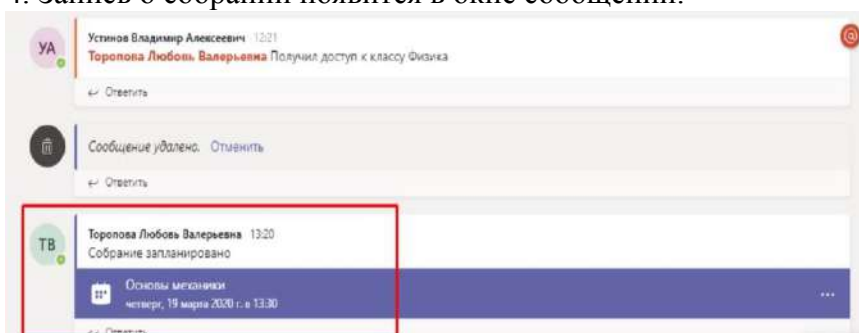 4. Запись о собрании появится в окне сообщений.
УА
Устинов Владимир Алексеевич 12:21
@
Торопова Любовь Валерьевна Получил доступ к классу Физика
↵ Ответить
Сообщение удалено. Отменить
↵ Ответить
ТВ
Торопова Любовь Валерьевна 13:20
Собрание запланировано
Основы механики
четверг, 19 марта 2020 г. в 13:30
...
↵ Ответить